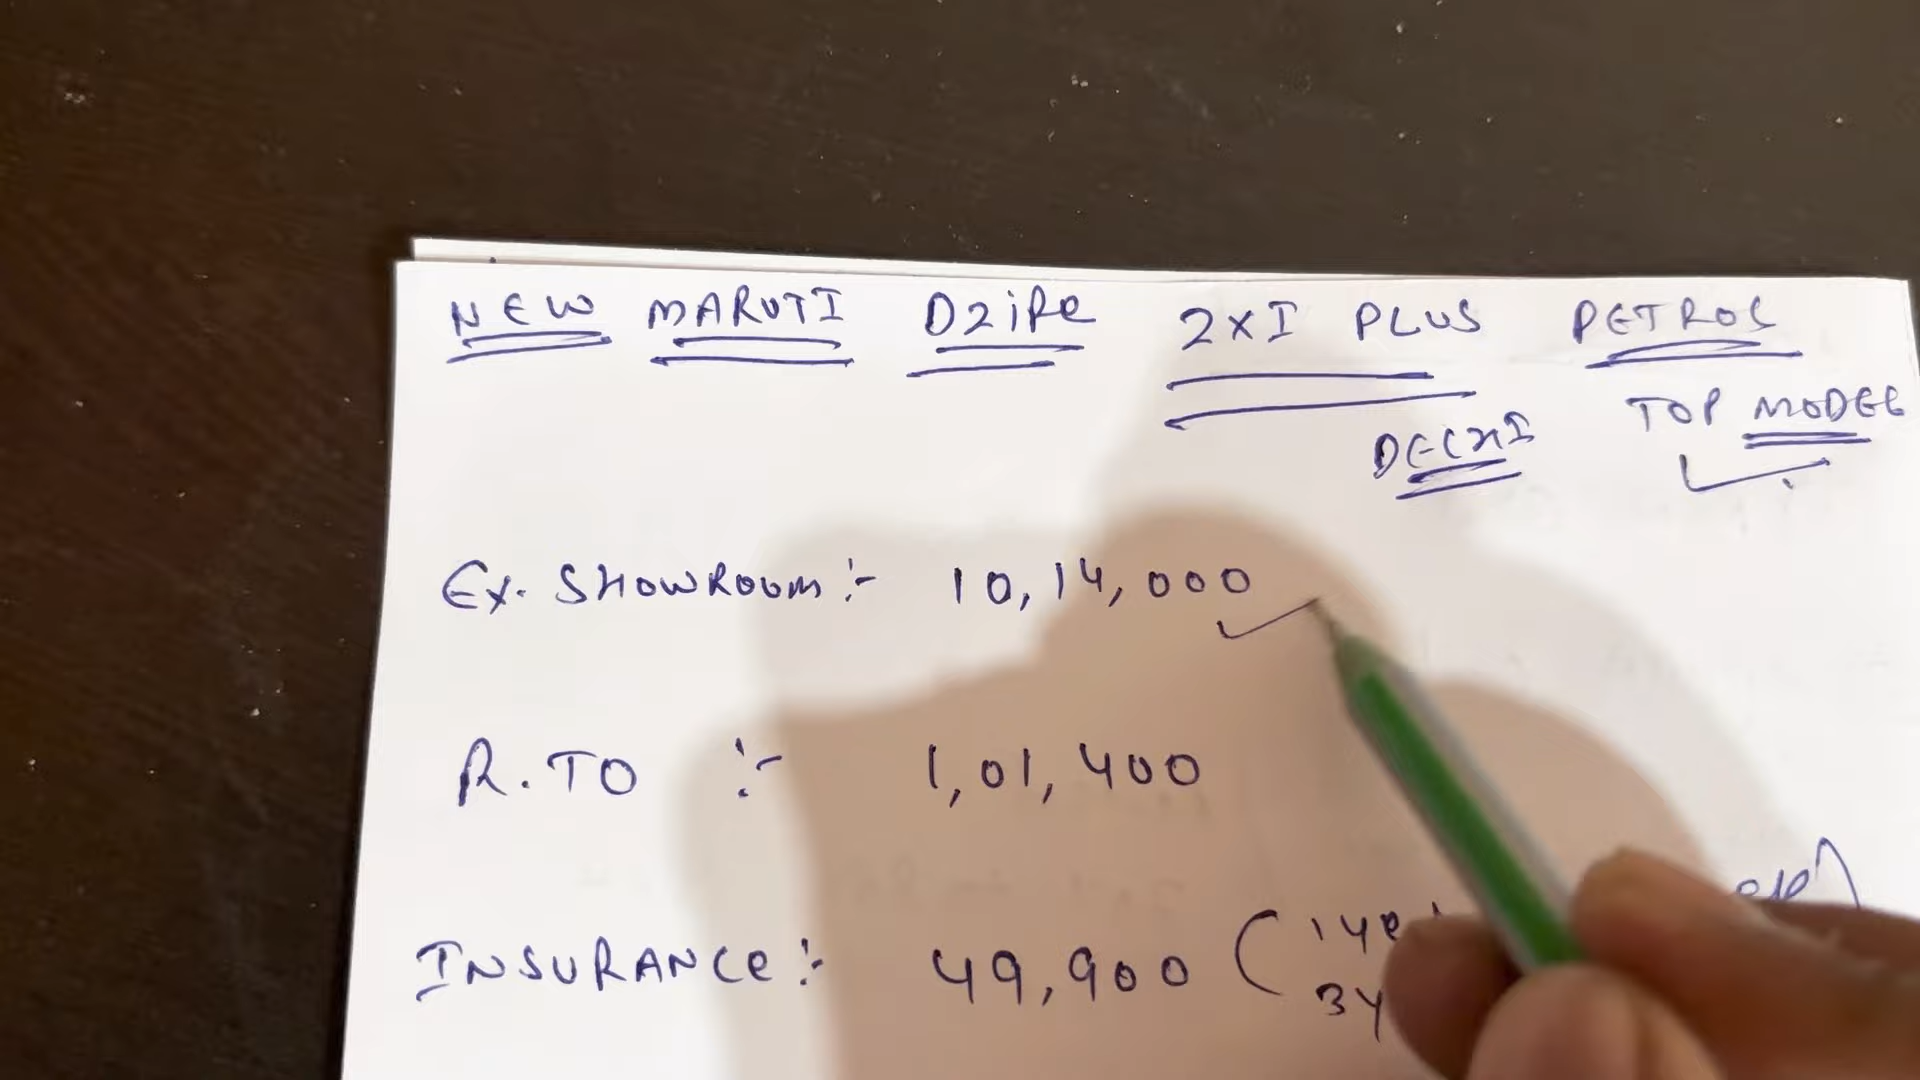 NEW MARUTI DZiRe ZXI PLUS PETROL
TOP MODEL
DELHI
Ex. SHOWROOM :- 10,14,000
R.TO :- 1,01,400
INSURANCE :- 49,900 (